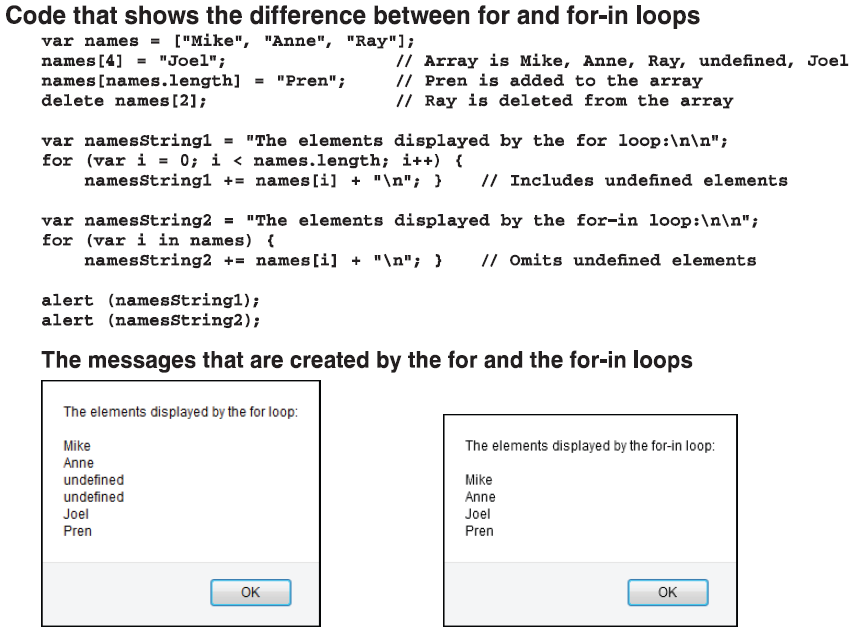 Code that shows the difference between for and for-in loops
var names = ["Mike", "Anne", "Ray"];
names[4] = "Joel"; // Array is Mike, Anne, Ray, undefined, Joel
names[names.length] = "Pren"; // Pren is added to the array
delete names[2]; // Ray is deleted from the array
var namesString1 = "The elements displayed by the for loop:\n\n";
for (var i = 0; i < names.length; i++) {
namesString1 += names[i] + "\n"; } // Includes undefined elements
var namesString2 = "The elements displayed by the for-in loop:\n\n";
for (var i in names) {
namesString2 += names[i] + "\n"; } // Omits undefined elements
alert (namesString1);
alert (namesString2);
The messages that are created by the for and the for-in loops
The elements displayed by the for loop:
Mike
Anne
undefined
undefined
Joel
Pren
OK
The elements displayed by the for-in loop:
Mike
Anne
Joel
Pren
OK